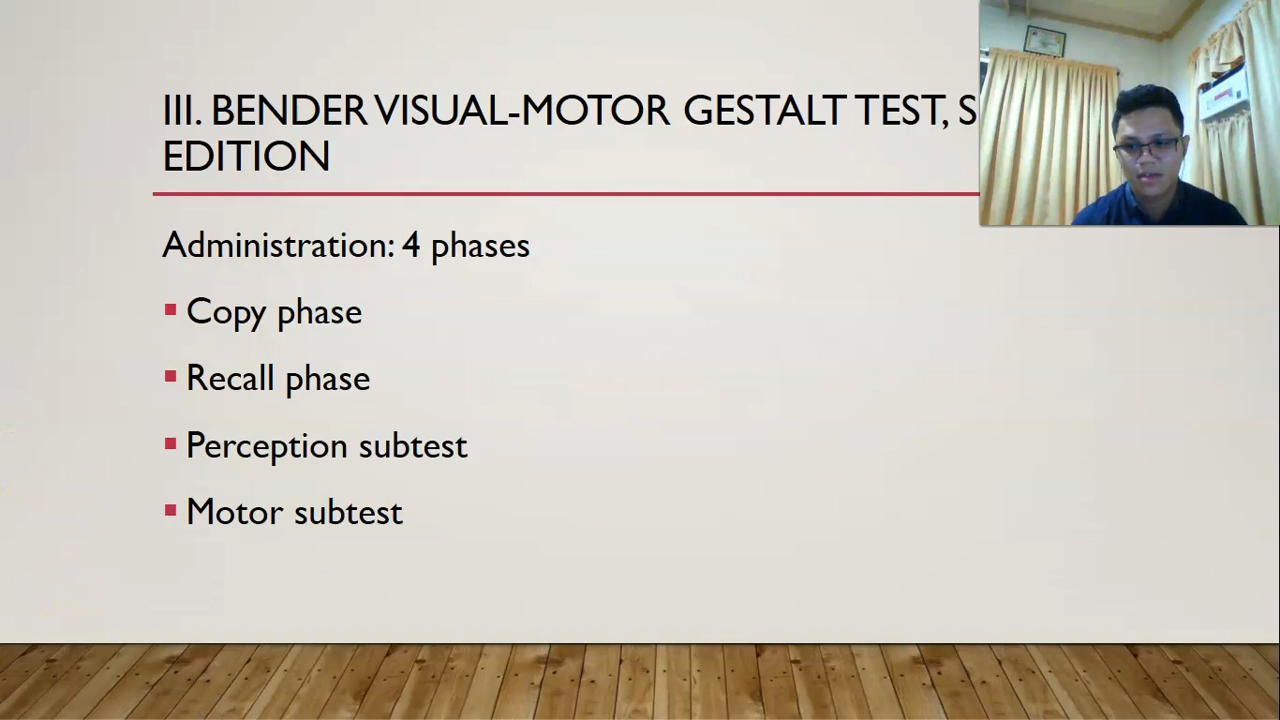 III. BENDER VISUAL-MOTOR GESTALT TEST, S
EDITION
Administration: 4 phases
Copy phase
Recall phase
Perception subtest
Motor subtest